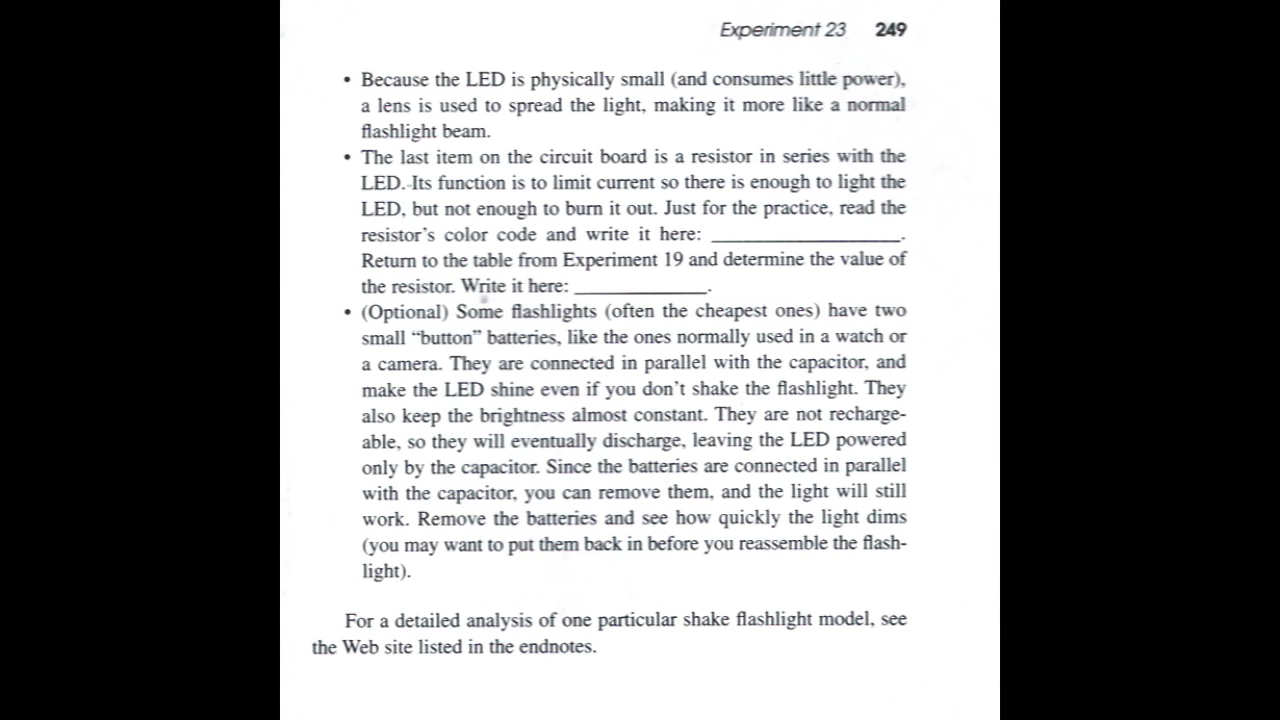 Experiment 23 249
• Because the LED is physically small (and consumes little power),
a lens is used to spread the light, making it more like a normal
flashlight beam.
• The last item on the circuit board is a resistor in series with the
LED. Its function is to limit current so there is enough to light the
LED, but not enough to burn it out. Just for the practice, read the
resistor's color code and write it here: ____________________.
Return to the table from Experiment 19 and determine the value of
the resistor. Write it here: ______________.
• (Optional) Some flashlights (often the cheapest ones) have two
small “button” batteries, like the ones normally used in a watch or
a camera. They are connected in parallel with the capacitor, and
make the LED shine even if you don't shake the flashlight. They
also keep the brightness almost constant. They are not recharge-
able, so they will eventually discharge, leaving the LED powered
only by the capacitor. Since the batteries are connected in parallel
with the capacitor, you can remove them, and the light will still
work. Remove the batteries and see how quickly the light dims
(you may want to put them back in before you reassemble the flash-
light).
For a detailed analysis of one particular shake flashlight model, see
the Web site listed in the endnotes.